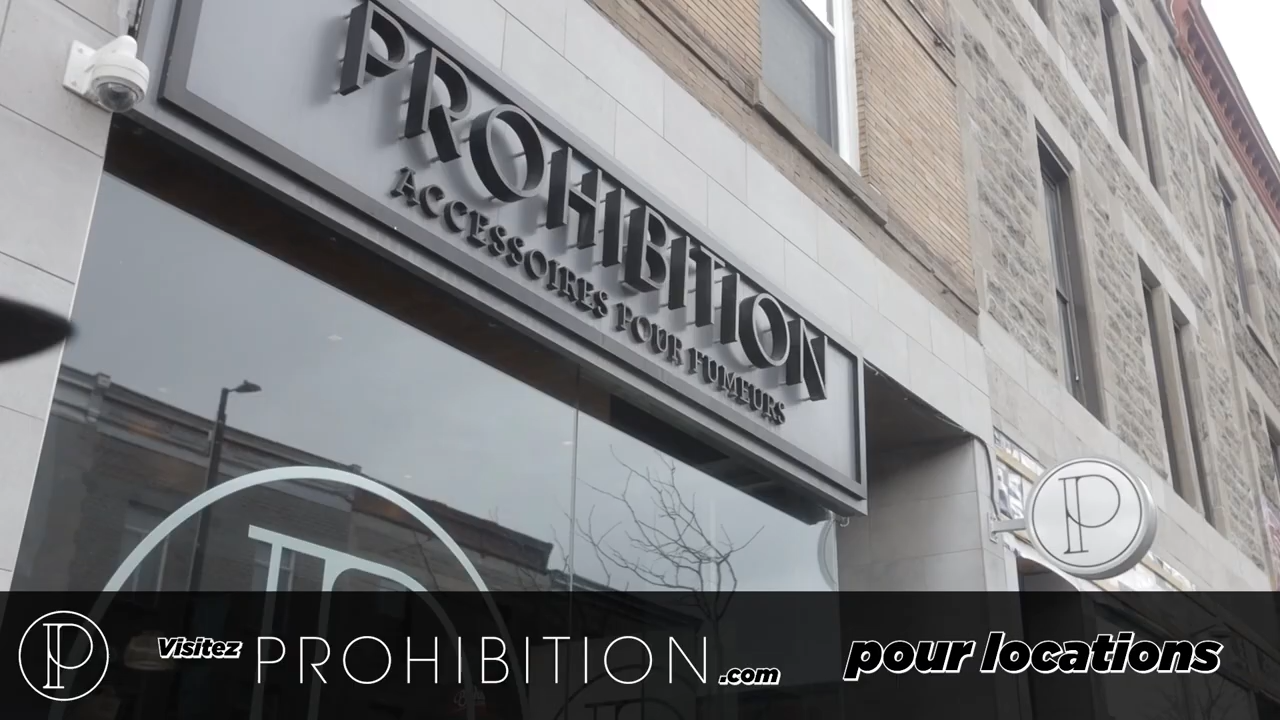 PROHIBITION
ACCESSOIRES POUR FUMEURS
P
P
P Visitez PROHIBITION.com pour locations